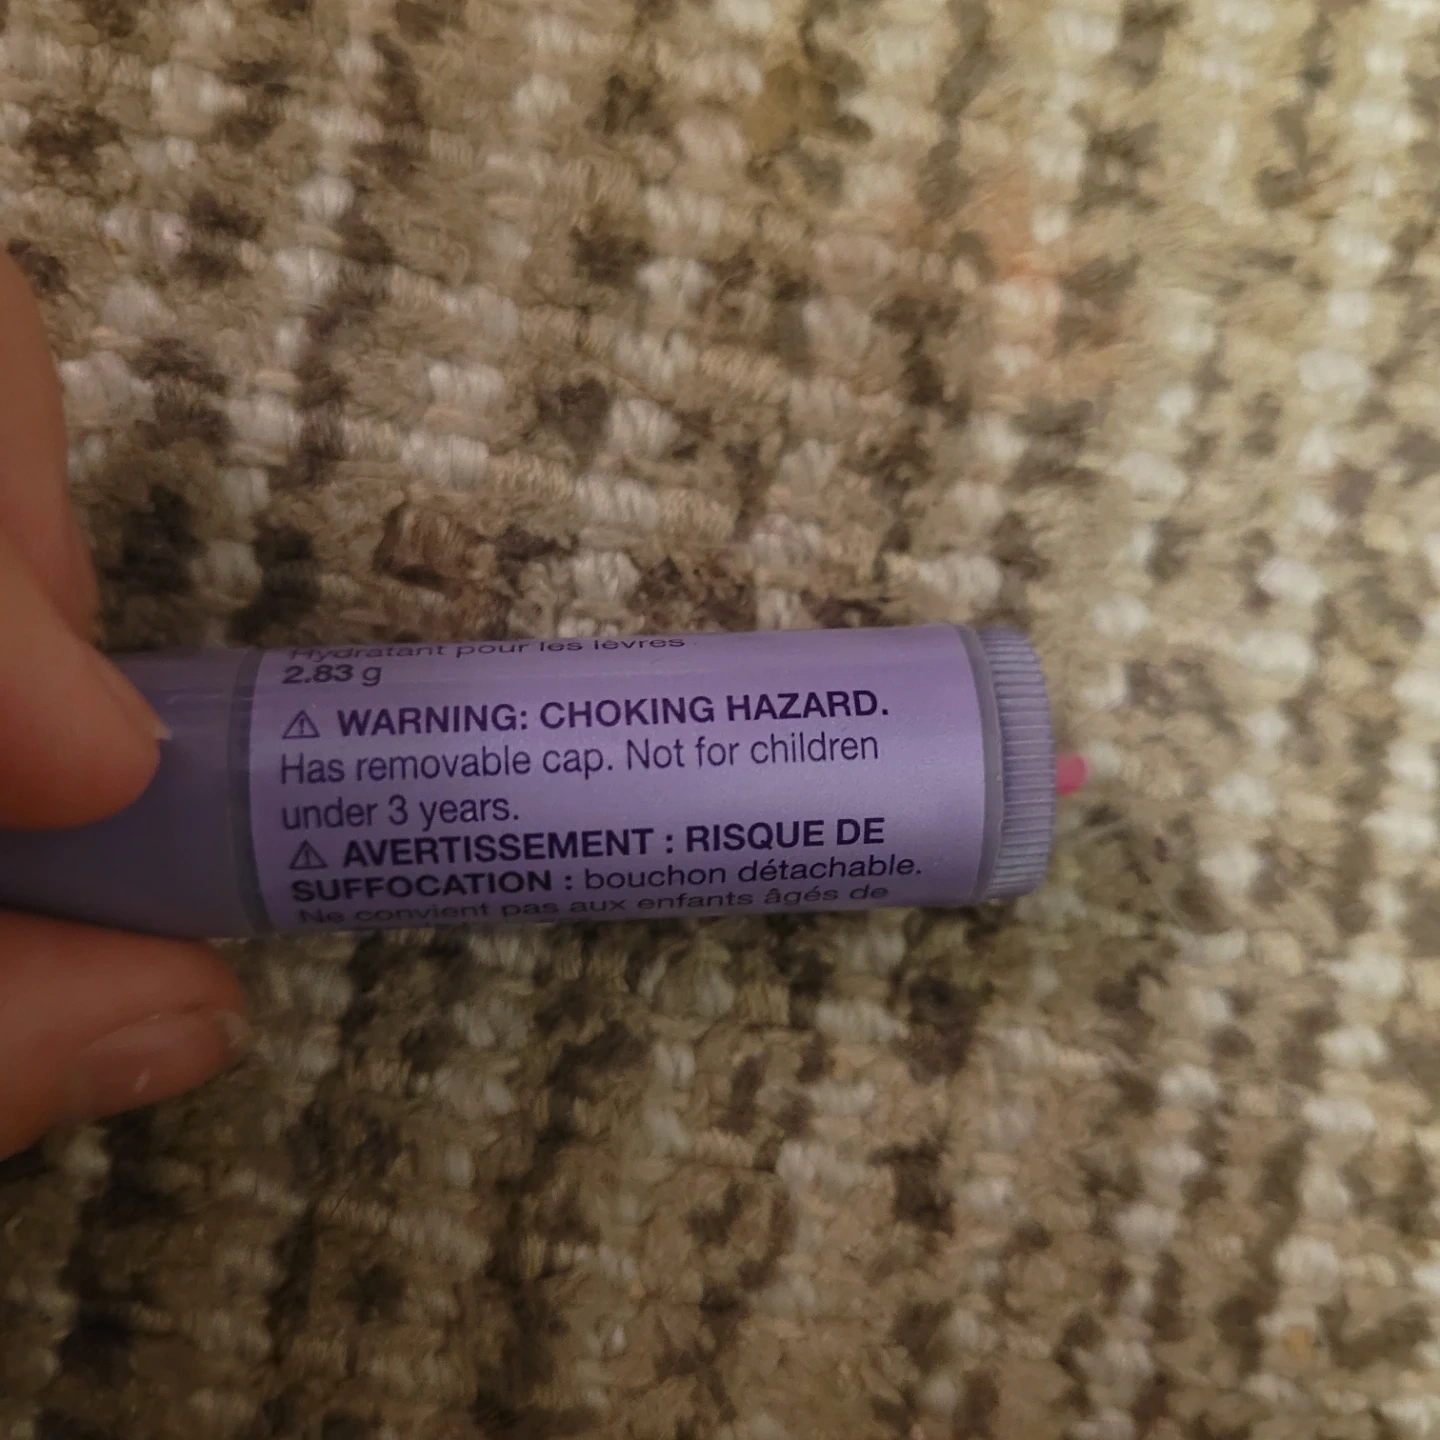 Hydratant pour les lèvres
2.83 g
⚠ WARNING: CHOKING HAZARD.
Has removable cap. Not for children
under 3 years.
⚠ AVERTISSEMENT : RISQUE DE
SUFFOCATION : bouchon détachable.
Ne convient pas aux enfants âgés de